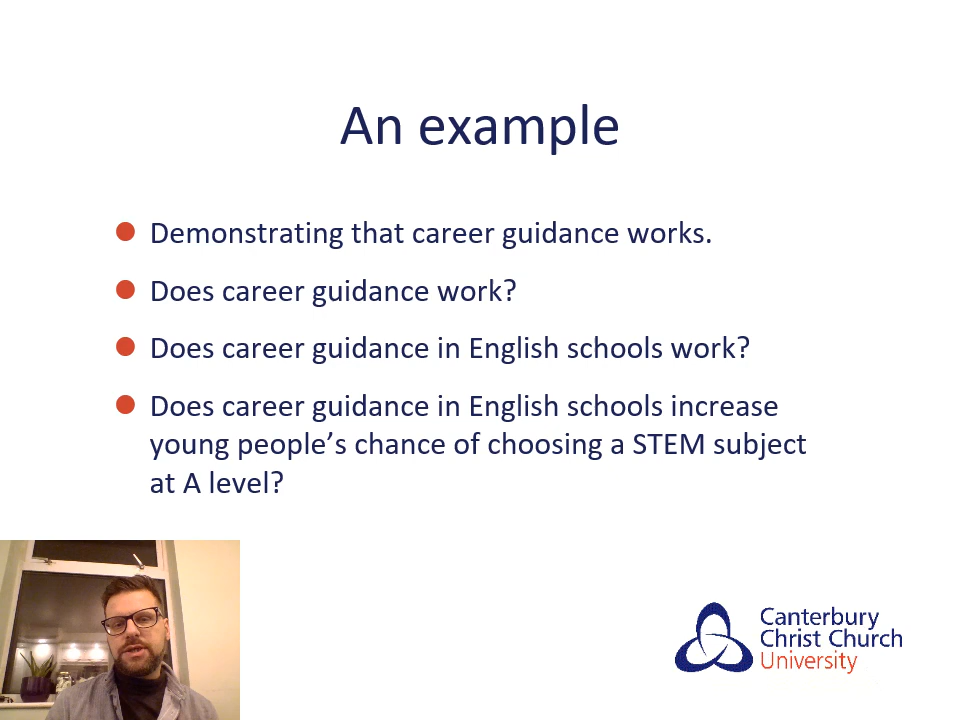 An example
Demonstrating that career guidance works.
Does career guidance work?
Does career guidance in English schools work?
Does career guidance in English schools increase
young people’s chance of choosing a STEM subject
at A level?
Canterbury
Christ Church
University